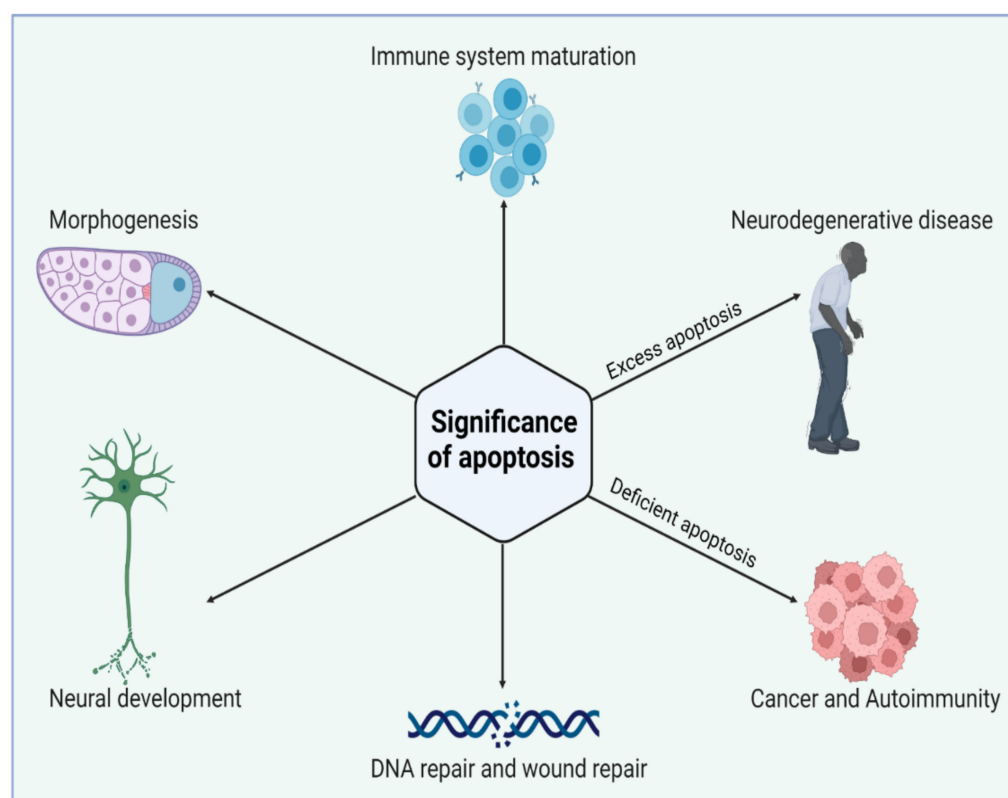 Immune system maturation
Morphogenesis
Neurodegenerative disease
Excess apoptosis
Significance
of apoptosis
Deficient apoptosis
Neural development
Cancer and Autoimmunity
DNA repair and wound repair